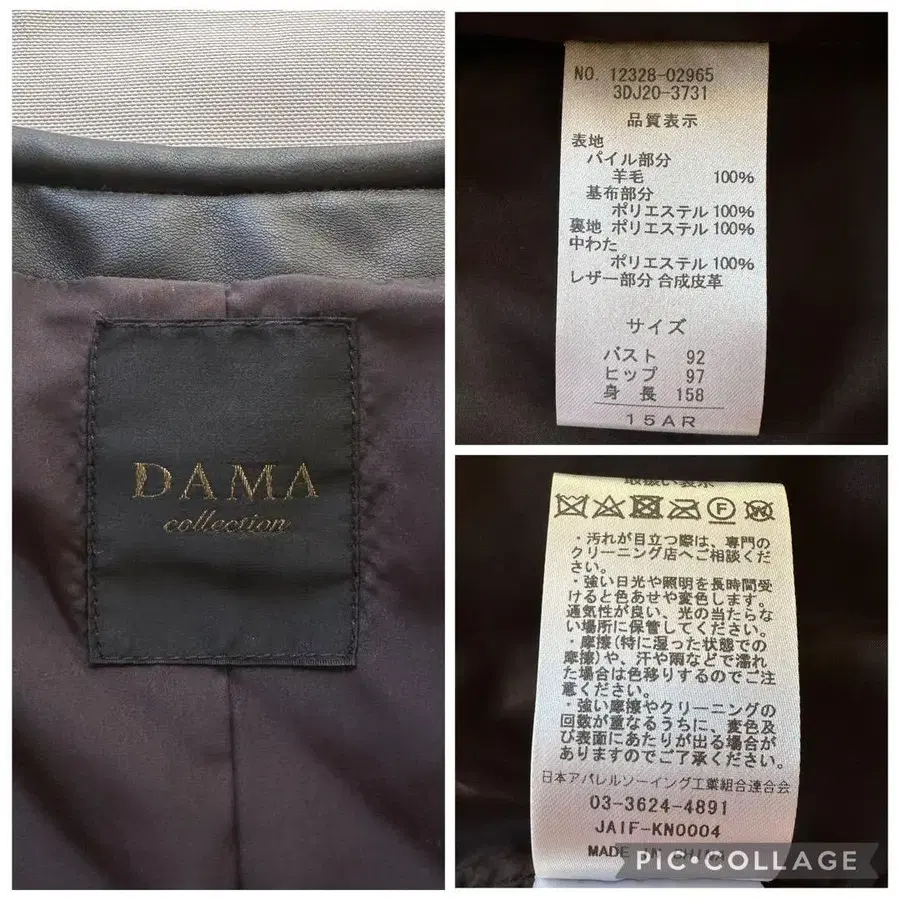 DAMA
collection
NO. 12328-02965
3DJ20-3731
品質表示
表地
パイル部分
羊毛 100%
基布部分
ポリエステル 100%
裏地 ポリエステル 100%
中わた
ポリエステル 100%
レザー部分 合成皮革
サイズ
バスト 92
ヒップ 97
身長 158
15AR
取扱い表示
・汚れが目立つ際は、専門の
クリーニング店へご相談くだ
さい。
・強い日光や照明を長時間受
けると色あせや変色します。
通気性が良い、光の当たらな
い場所に保管してください。
・摩擦(特に湿った状態での
摩擦)や、汗や雨などで濡れ
た場合は色移りするのでご注
意ください。
・強い摩擦やクリーニングの
回数が重なるうちに、変色及
び表面にあたりが出る場合が
ありますのでご了承ください。
日本アパレルソーイング工業組合連合会
03-3624-4891
JAIF-KN0004
MADE IN CHINA
PIC•COLLAGE